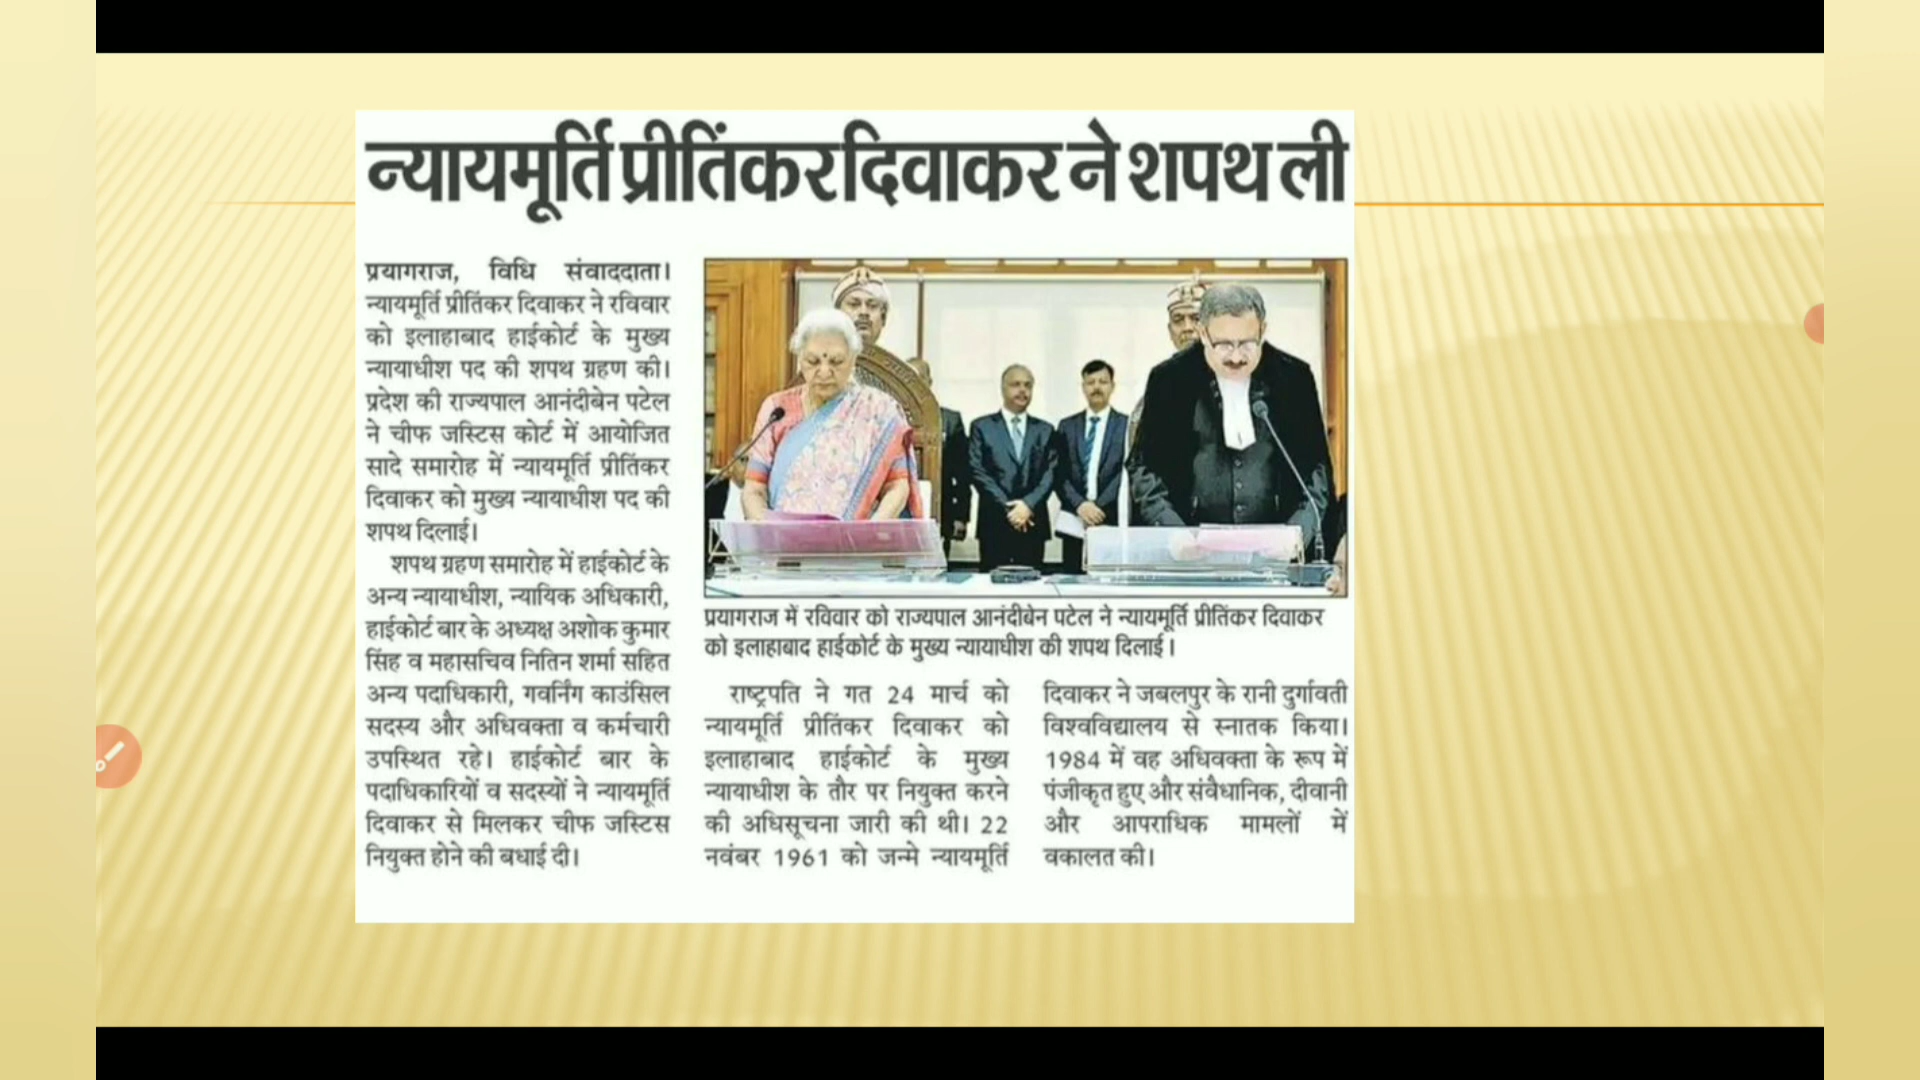 न्यायमूर्ति प्रीतिंकर दिवाकर ने शपथ ली
प्रयागराज, विधि संवाददाता।
न्यायमूर्ति प्रीतिंकर दिवाकर ने रविवार
को इलाहाबाद हाईकोर्ट के मुख्य
न्यायाधीश पद की शपथ ग्रहण की।
प्रदेश की राज्यपाल आनंदीबेन पटेल
ने चीफ जस्टिस कोर्ट में आयोजित
सादे समारोह में न्यायमूर्ति प्रीतिंकर
दिवाकर को मुख्य न्यायाधीश पद की
शपथ दिलाई।
शपथ ग्रहण समारोह में हाईकोर्ट के
अन्य न्यायाधीश, न्यायिक अधिकारी,
हाईकोर्ट बार के अध्यक्ष अशोक कुमार
सिंह व महासचिव नितिन शर्मा सहित
अन्य पदाधिकारी, गवर्निंग काउंसिल
सदस्य और अधिवक्ता व कर्मचारी
उपस्थित रहे। हाईकोर्ट बार के
पदाधिकारियों व सदस्यों ने न्यायमूर्ति
दिवाकर से मिलकर चीफ जस्टिस
नियुक्त होने की बधाई दी।
प्रयागराज में रविवार को राज्यपाल आनंदीबेन पटेल ने न्यायमूर्ति प्रीतिंकर दिवाकर
को इलाहाबाद हाईकोर्ट के मुख्य न्यायाधीश की शपथ दिलाई।
राष्ट्रपति ने गत 24 मार्च को
न्यायमूर्ति प्रीतिंकर दिवाकर को
इलाहाबाद हाईकोर्ट के मुख्य
न्यायाधीश के तौर पर नियुक्त करने
की अधिसूचना जारी की थी। 22
नवंबर 1961 को जन्मे न्यायमूर्ति
दिवाकर ने जबलपुर के रानी दुर्गावती
विश्वविद्यालय से स्नातक किया।
1984 में वह अधिवक्ता के रूप में
पंजीकृत हुए और संवैधानिक, दीवानी
और आपराधिक मामलों में
वकालत की।